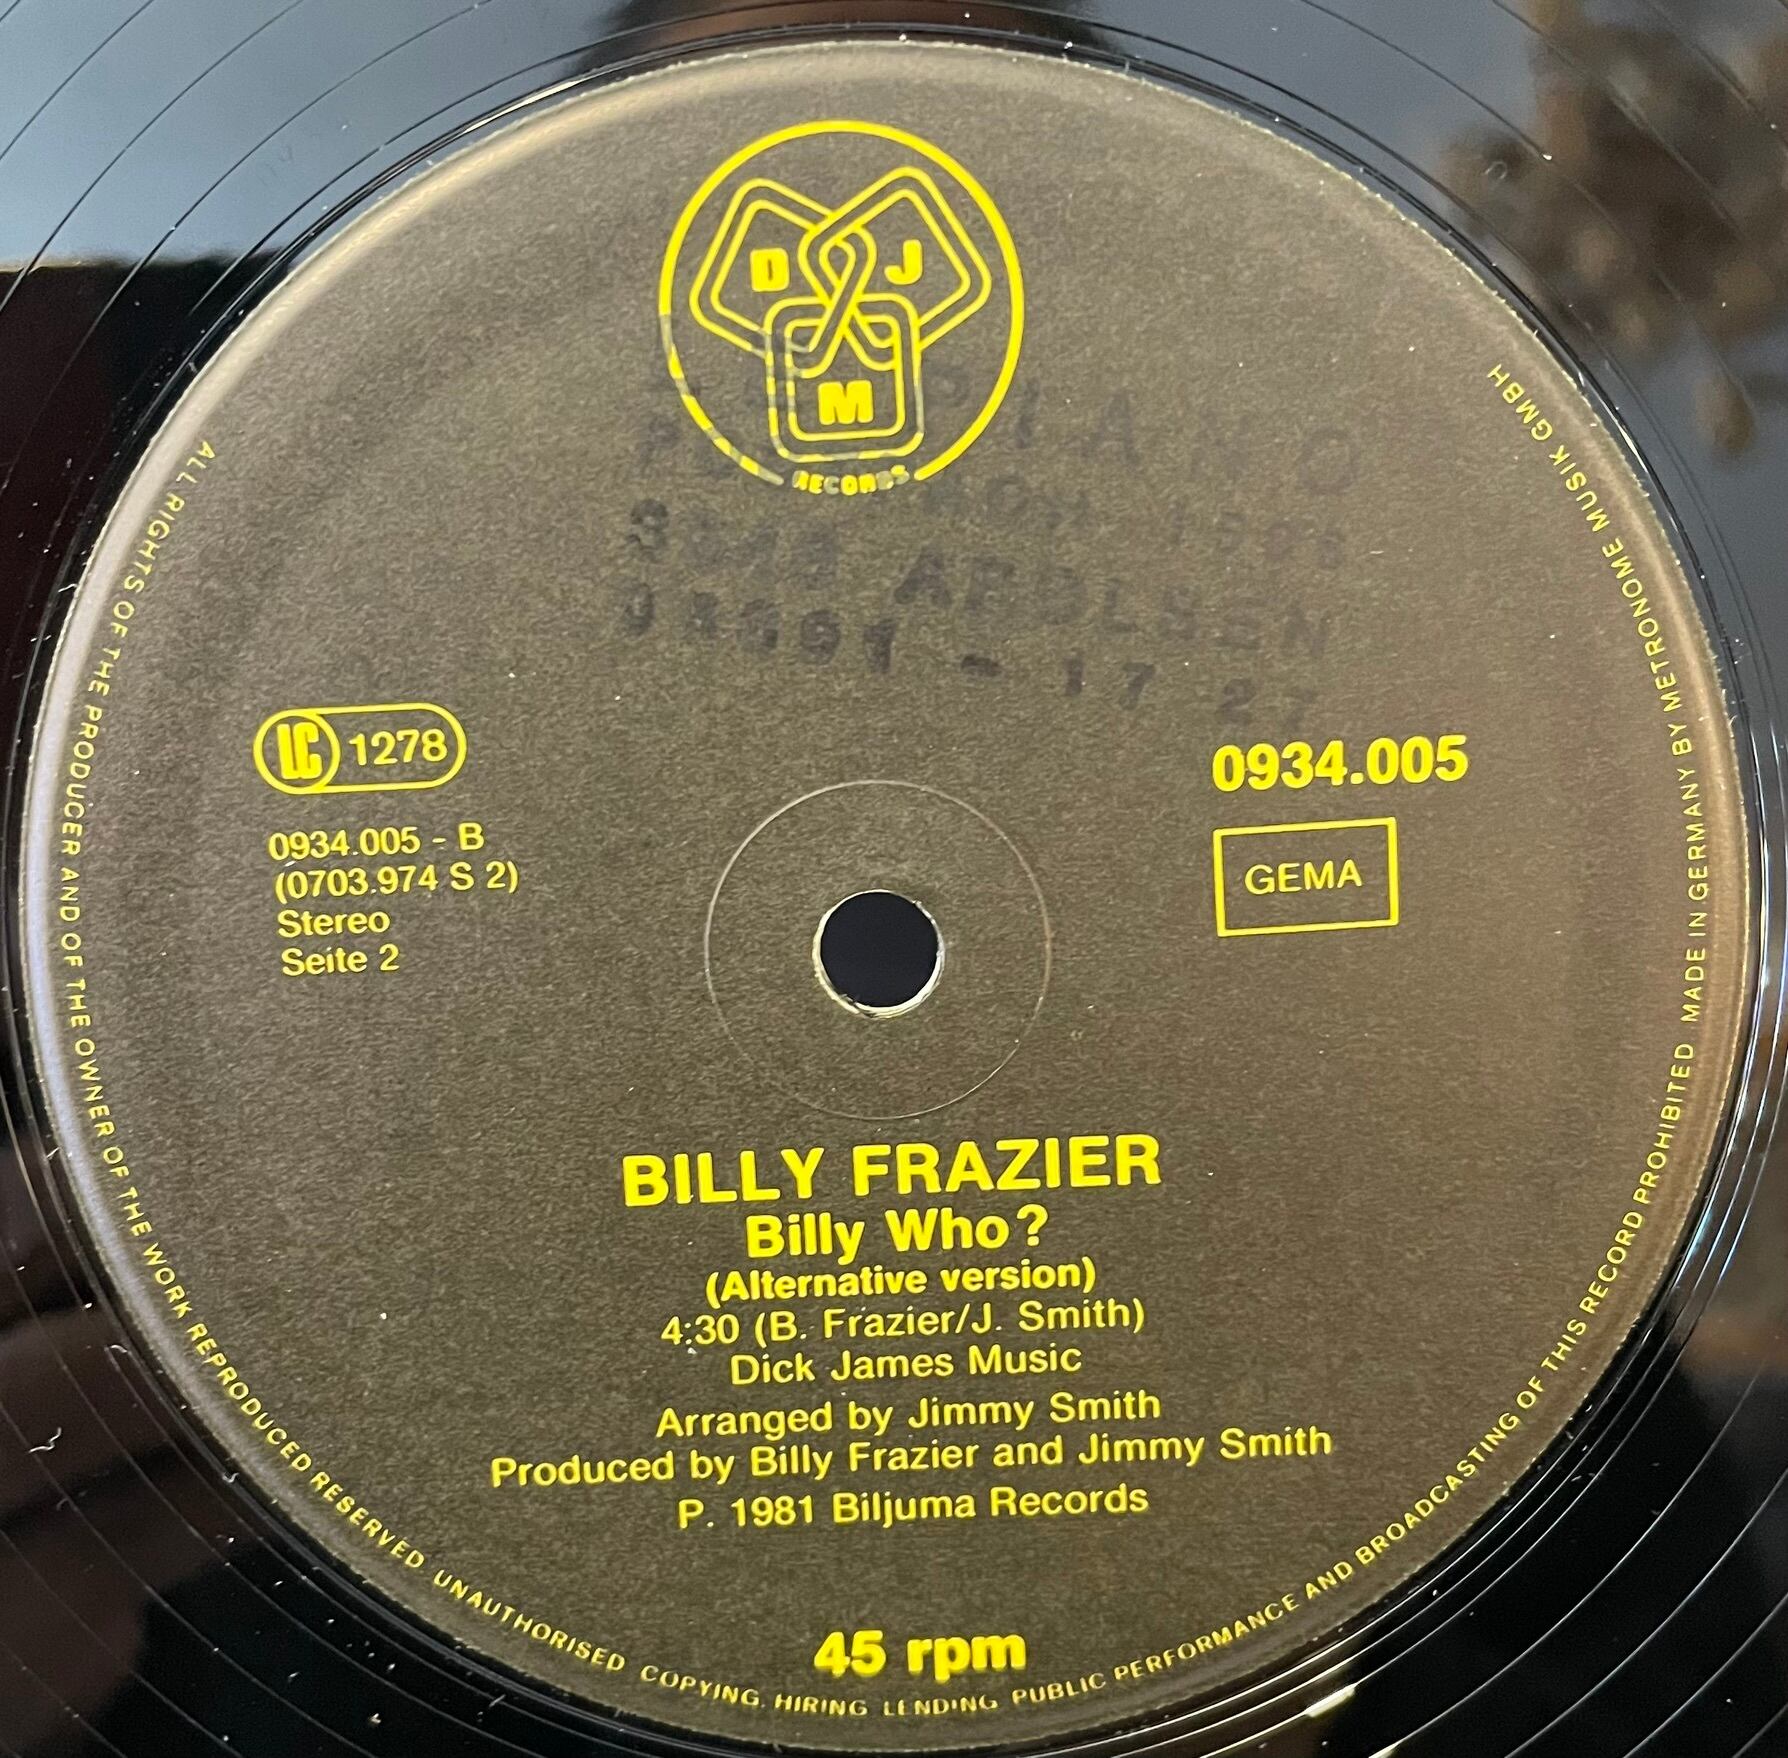 D J
M
RECORDS
LC 1278
0934.005 - B
(0703.974 S 2)
Stereo
Seite 2
0934.005
GEMA
BILLY FRAZIER
Billy Who?
(Alternative version)
4:30 (B. Frazier/J. Smith)
Dick James Music
Arranged by Jimmy Smith
Produced by Billy Frazier and Jimmy Smith
P. 1981 Biljuma Records
45 rpm
ALL RIGHTS OF THE PRODUCER AND OF THE OWNER OF THE WORK REPRODUCED RESERVED UNAUTHORISED COPYING. HIRING LENDING PUBLIC PERFORMANCE AND BROADCASTING OF THIS RECORD PROHIBITED MADE IN GERMANY BY METRONOME MUSIK GMBH